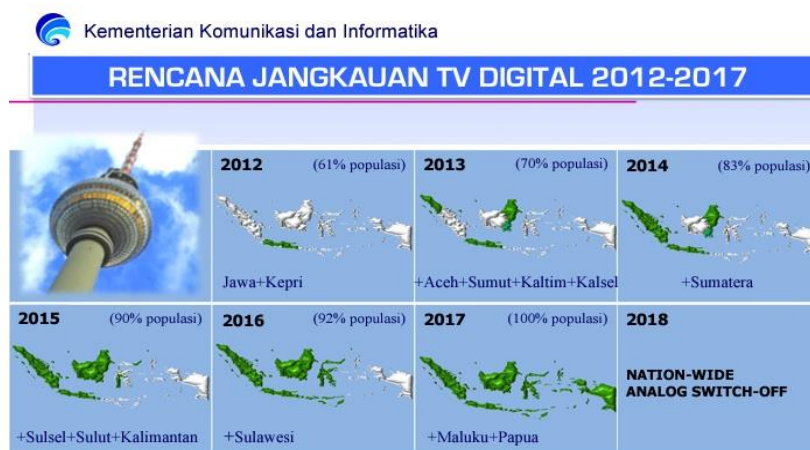 Kementerian Komunikasi dan Informatika
RENCANA JANGKAUAN TV DIGITAL 2012-2017
2012 (61% populasi)
Jawa+Kepri
2013 (70% populasi)
+Aceh+Sumut+Kaltim+Kalsel
2014 (83% populasi)
+Sumatera
2015 (90% populasi)
+Sulsel+Sulut+Kalimantan
2016 (92% populasi)
+Sulawesi
2017 (100% populasi)
+Maluku+Papua
2018
NATION-WIDE
ANALOG SWITCH-OFF